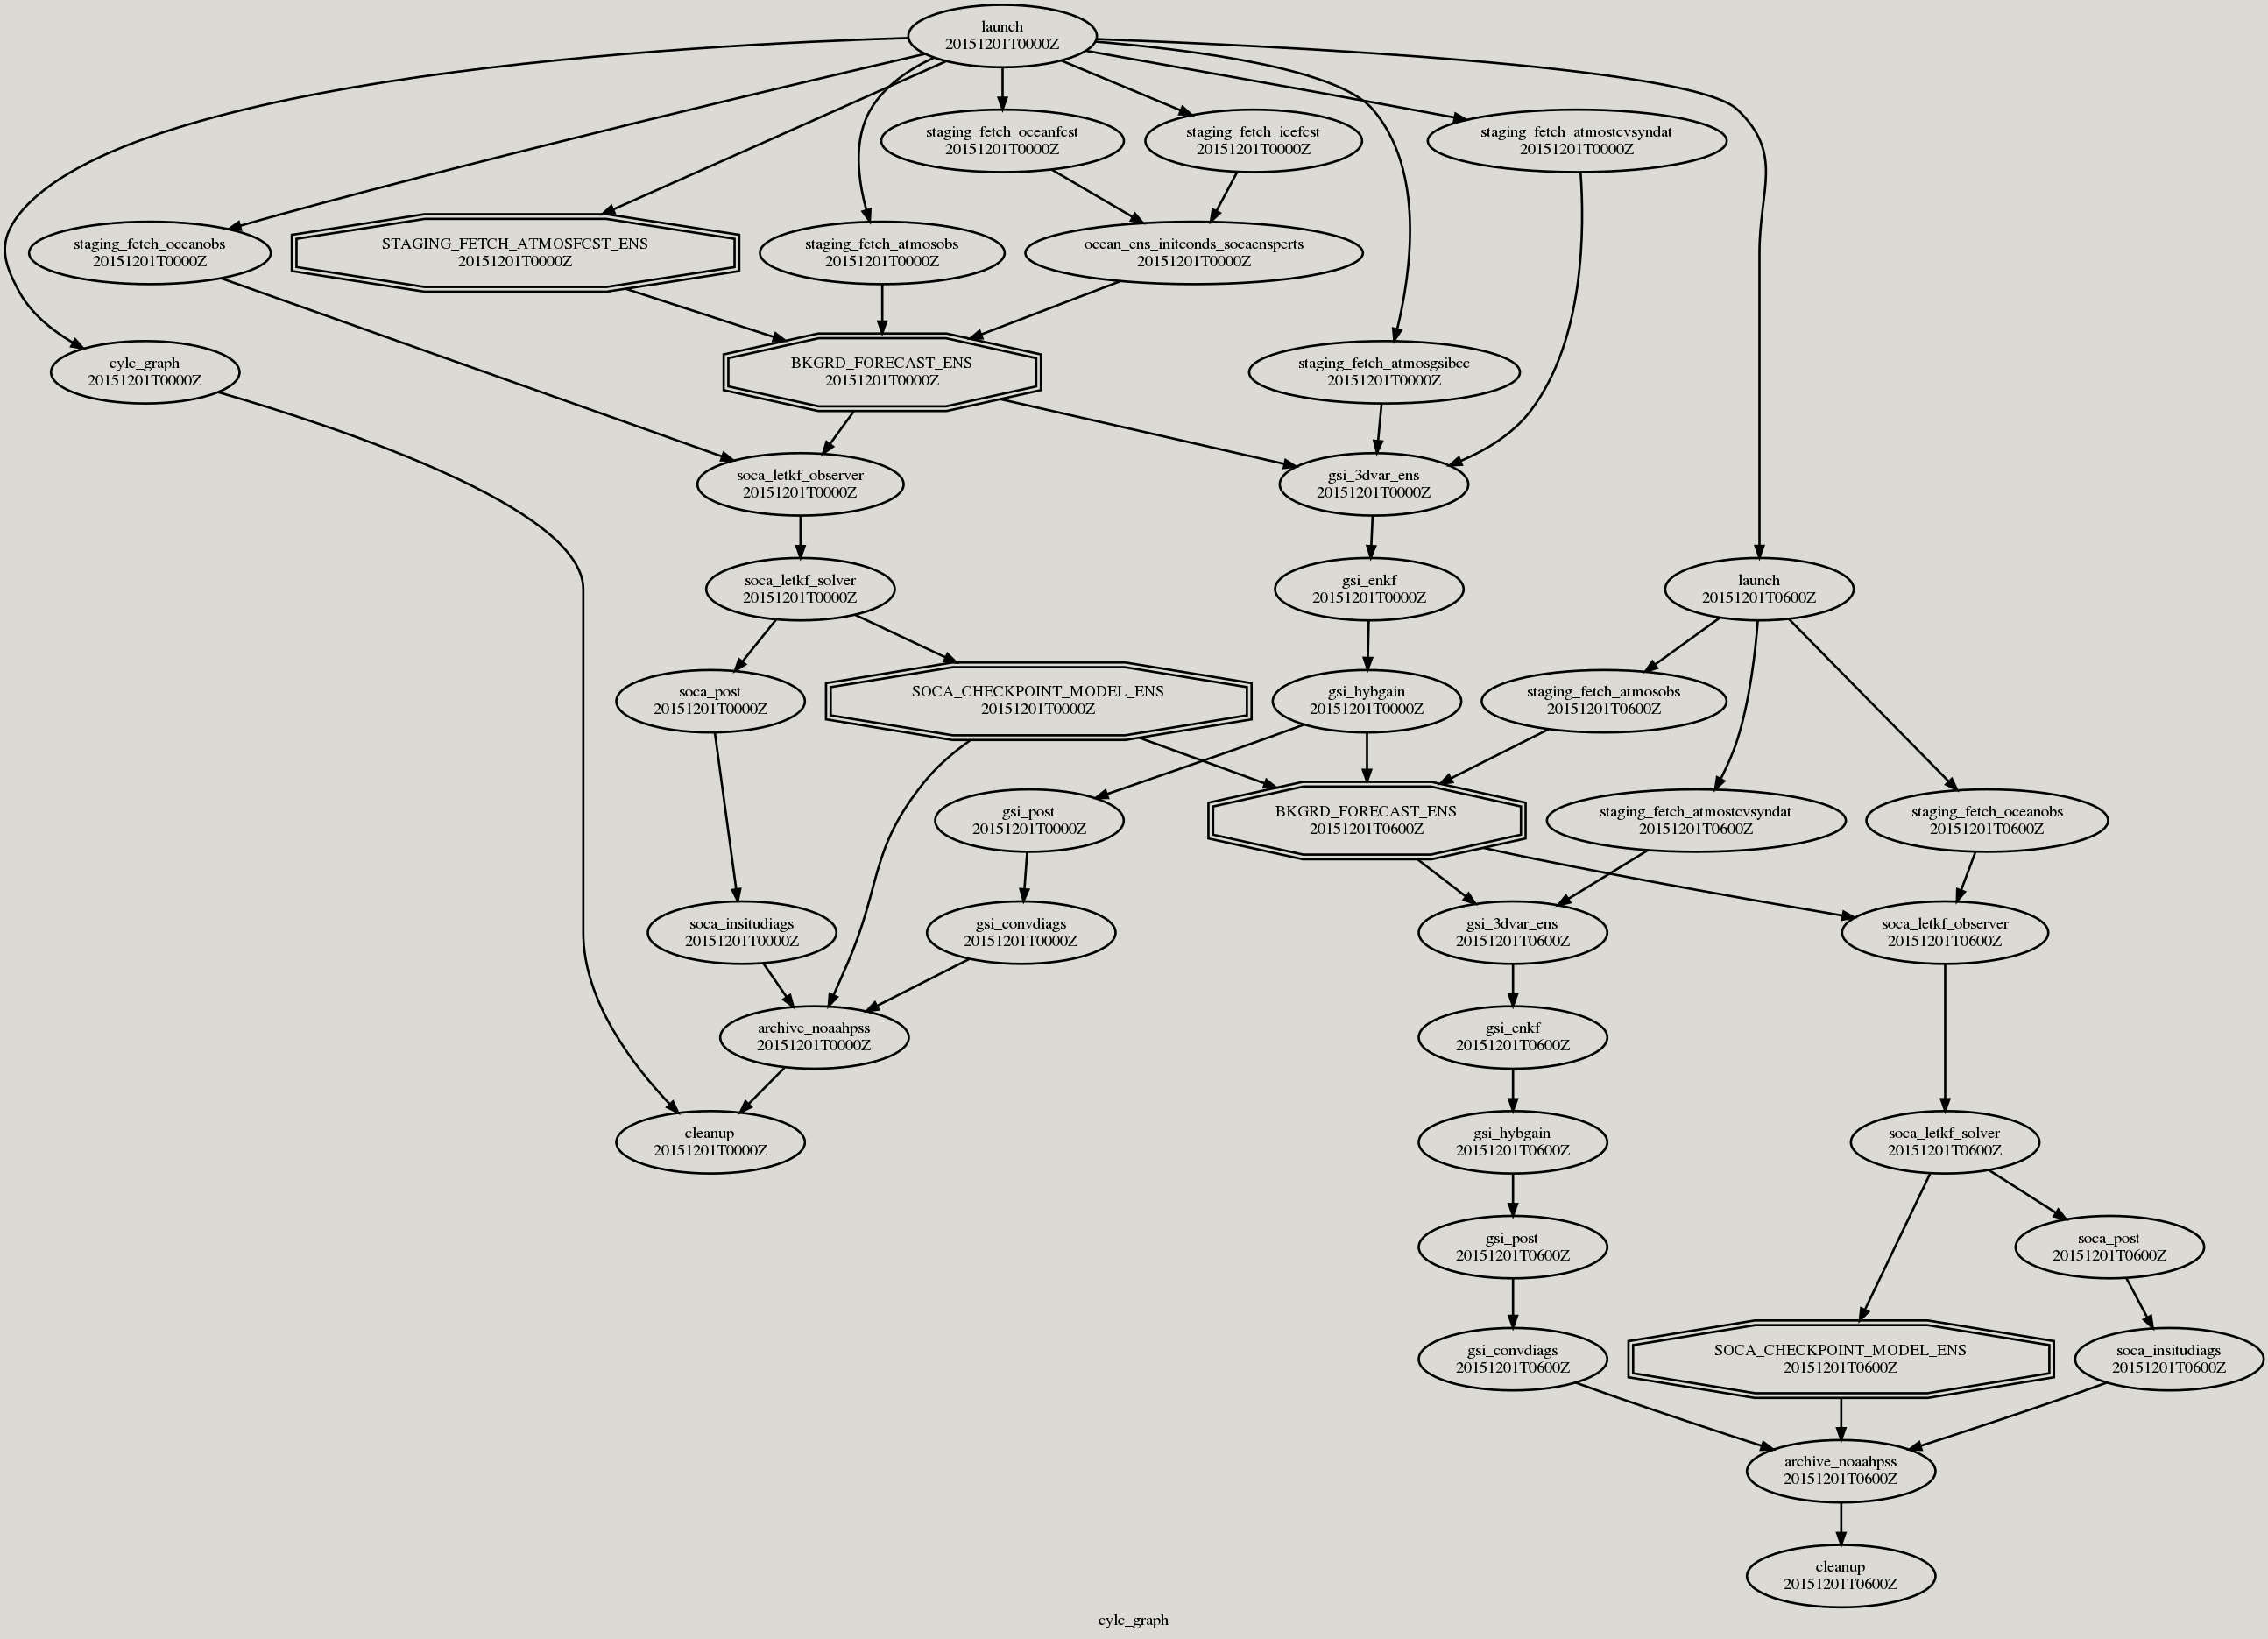 launch
20151201T0000Z
staging_fetch_oceanfcst
20151201T0000Z
staging_fetch_icefcst
20151201T0000Z
staging_fetch_atmostcvsyndat
20151201T0000Z
staging_fetch_oceanobs
20151201T0000Z
STAGING_FETCH_ATMOSFCST_ENS
20151201T0000Z
staging_fetch_atmosobs
20151201T0000Z
ocean_ens_initconds_socaensperts
20151201T0000Z
cylc_graph
20151201T0000Z
BKGRD_FORECAST_ENS
20151201T0000Z
staging_fetch_atmosgsibcc
20151201T0000Z
soca_letkf_observer
20151201T0000Z
gsi_3dvar_ens
20151201T0000Z
soca_letkf_solver
20151201T0000Z
gsi_enkf
20151201T0000Z
launch
20151201T0600Z
soca_post
20151201T0000Z
SOCA_CHECKPOINT_MODEL_ENS
20151201T0000Z
gsi_hybgain
20151201T0000Z
staging_fetch_atmosobs
20151201T0600Z
gsi_post
20151201T0000Z
BKGRD_FORECAST_ENS
20151201T0600Z
staging_fetch_atmostcvsyndat
20151201T0600Z
staging_fetch_oceanobs
20151201T0600Z
soca_insitudiags
20151201T0000Z
gsi_convdiags
20151201T0000Z
gsi_3dvar_ens
20151201T0600Z
soca_letkf_observer
20151201T0600Z
archive_noaahpss
20151201T0000Z
gsi_enkf
20151201T0600Z
cleanup
20151201T0000Z
gsi_hybgain
20151201T0600Z
soca_letkf_solver
20151201T0600Z
gsi_post
20151201T0600Z
soca_post
20151201T0600Z
gsi_convdiags
20151201T0600Z
SOCA_CHECKPOINT_MODEL_ENS
20151201T0600Z
soca_insitudiags
20151201T0600Z
archive_noaahpss
20151201T0600Z
cleanup
20151201T0600Z
cylc_graph